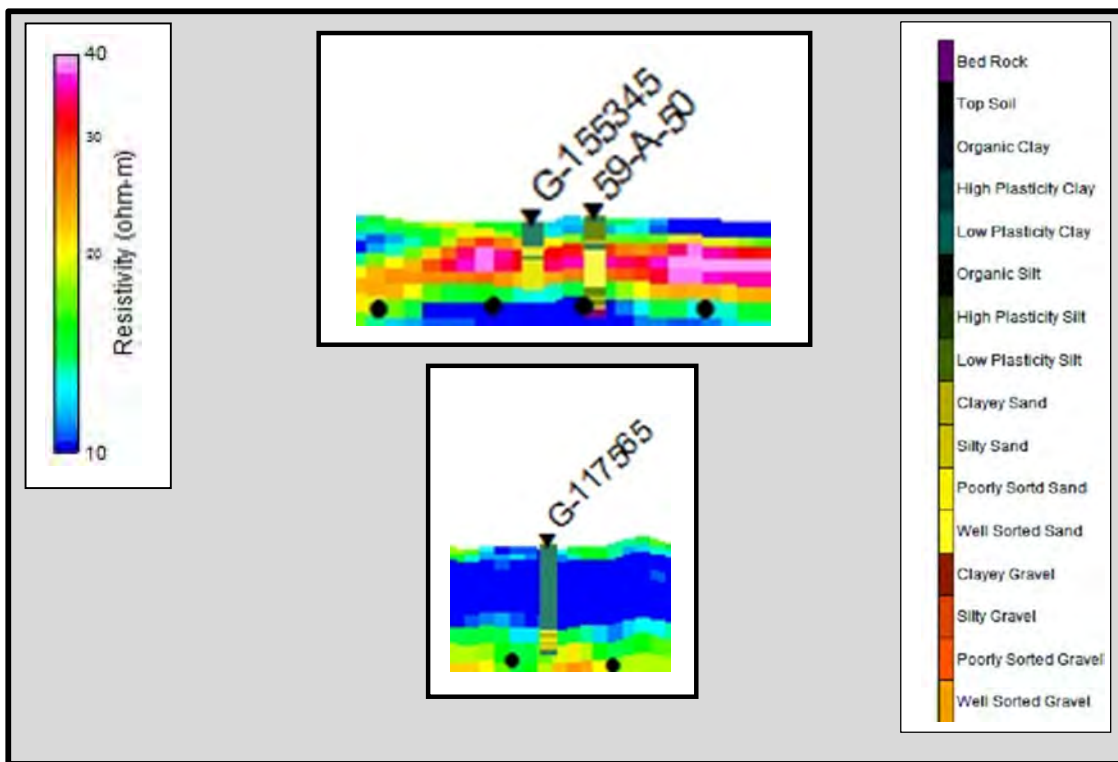 40
30
20
10
Resistivity (ohm-m)
G-155345
59-A-50
G-117565
Bed Rock
Top Soil
Organic Clay
High Plasticity Clay
Low Plasticity Clay
Organic Silt
High Plasticity Silt
Low Plasticity Silt
Clayey Sand
Silty Sand
Poorly Sortd Sand
Well Sorted Sand
Clayey Gravel
Silty Gravel
Poorly Sorted Gravel
Well Sorted Gravel